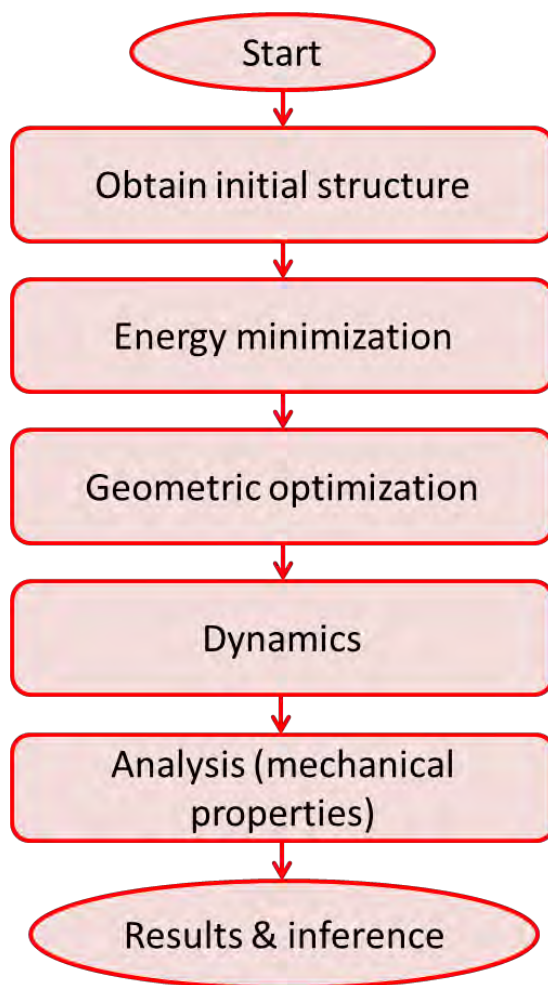 Start
Obtain initial structure
Energy minimization
Geometric optimization
Dynamics
Analysis (mechanical
properties)
Results & inference